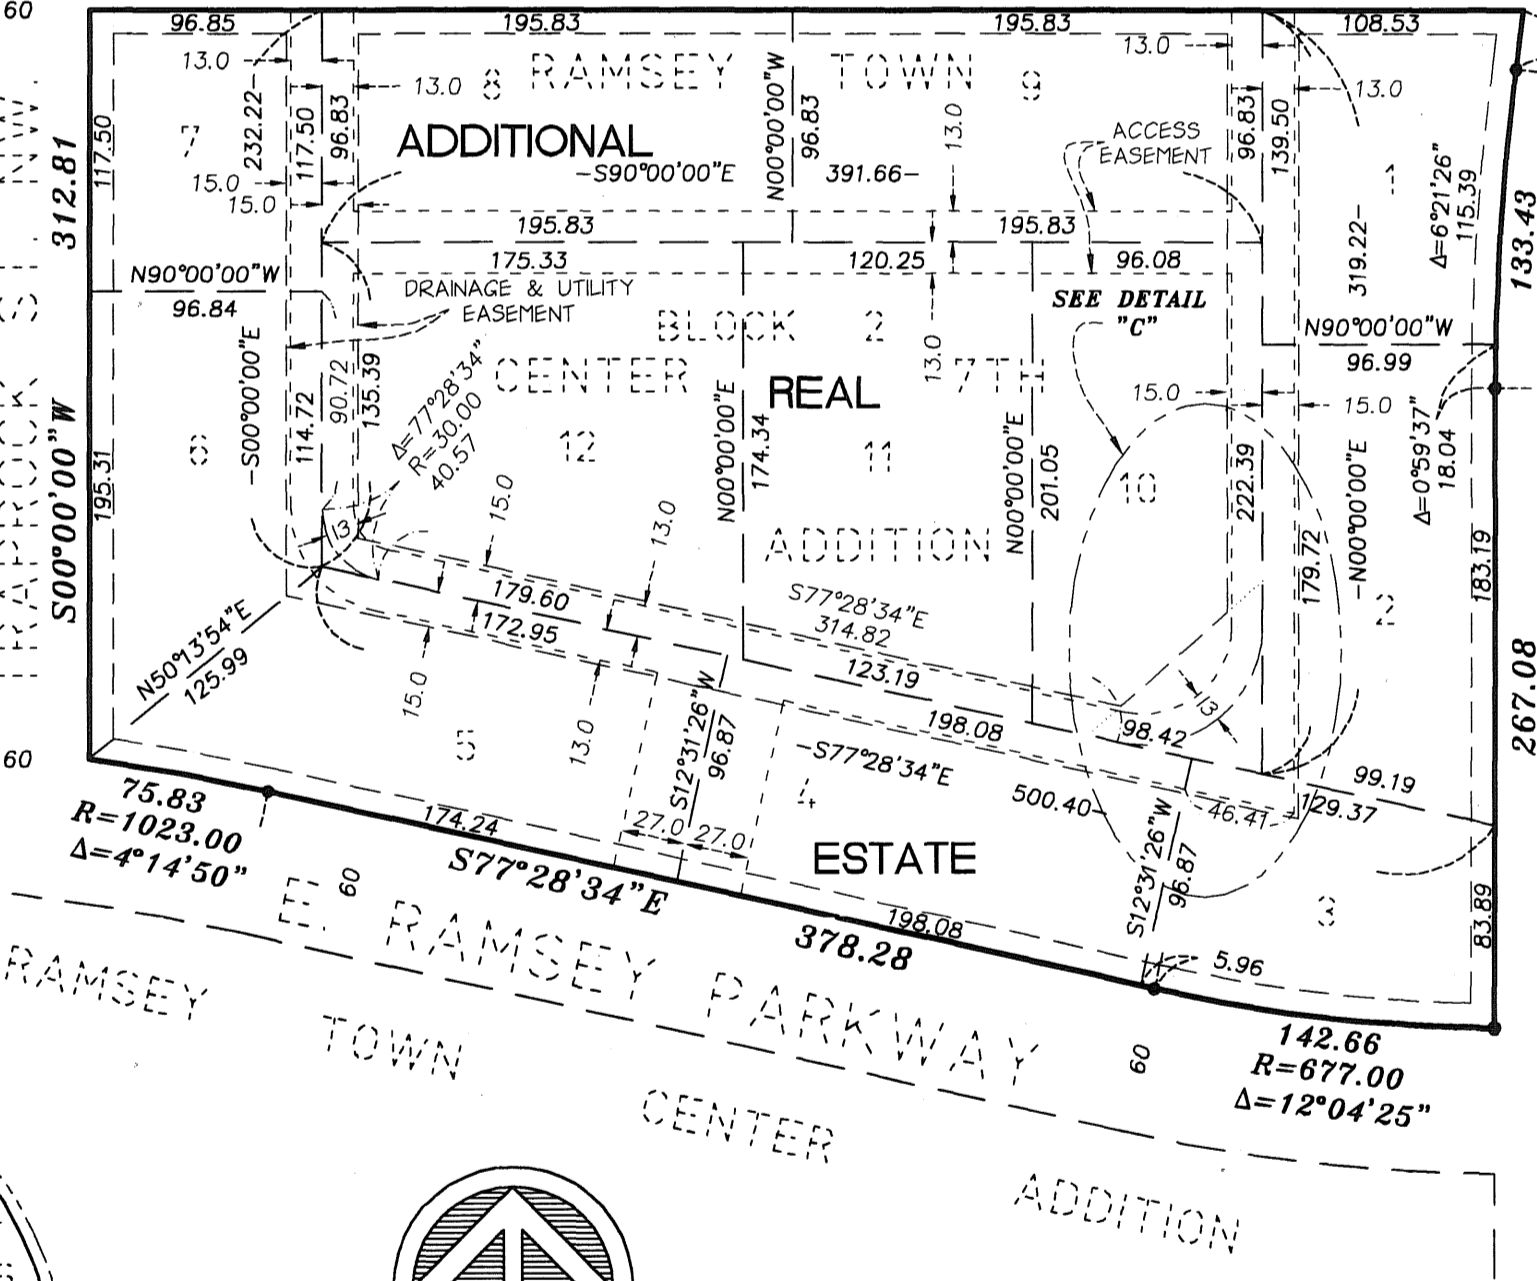 60
96.85
195.83
195.83
108.53
13.0
13.0
8
RAMSEY
TOWN
9
13.0
13.0
7
117.50
232.22
117.50
96.83
ADDITIONAL
N00°00'00"W
96.83
13.0
ACCESS
EASEMENT
96.83
139.50
1
Δ=6°21'26"
115.39
133.43
312.81
15.0
15.0
-S90°00'00"E
391.66-
195.83
195.83
319.22-
N90°00'00"W
96.84
175.33
120.25
96.08
DRAINAGE & UTILITY
EASEMENT
BLOCK 2
SEE DETAIL
"C"
N90°00'00"W
96.99
-S00°00'00"E
114.72
90.72
135.39
Δ=77°28'34"
R=30.00
40.57
CENTER
REAL
13.0
7TH
15.0
15.0
S00°00'00"W
195.31
6
12
N00°00'00"E
174.34
11
N00°00'00"E
201.05
10
222.39
179.72
-N00°00'00"E
Δ=0°59'37"
18.04
183.19
13
15.0
13.0
ADDITION
2
N50°13'54"E
125.99
179.60
172.95
S77°28'34"E
314.82
123.19
198.08
98.42
13
267.08
15.0
13.0
5
S12°31'26"W
96.87
-S77°28'34"E
500.40-
4
99.19
129.37
46.41
60
75.83
R=1023.00
Δ=4°14'50"
174.24
27.0
27.0
ESTATE
S12°31'26"W
96.87
3
83.89
S77°28'34"E
378.28
198.08
5.96
60
E. RAMSEY PARKWAY
60
142.66
R=677.00
Δ=12°04'25"
RAMSEY
TOWN
CENTER
ADDITION